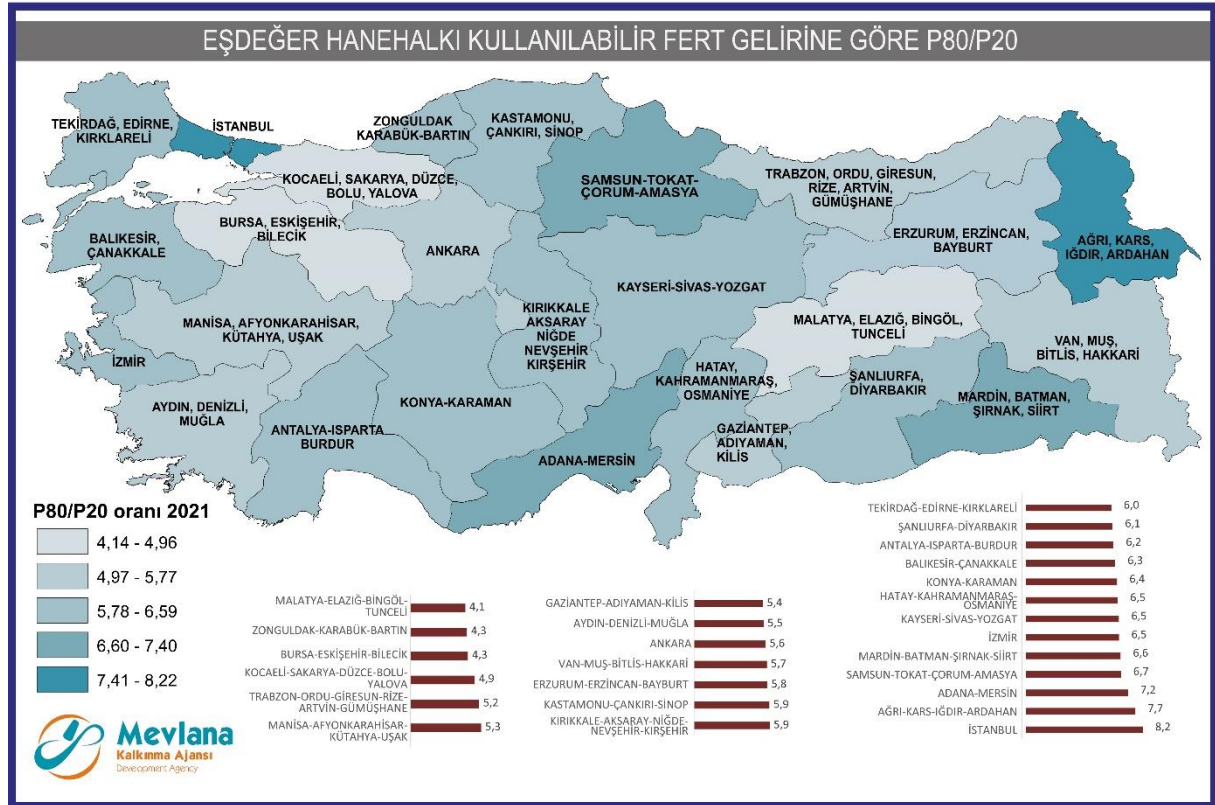 EŞDEĞER HANEHALKI KULLANILABİLİR FERT GELİRİNE GÖRE P80/P20
TEKİRDAĞ, EDİRNE,
KIRKLARELİ
İSTANBUL
ZONGULDAK
KARABÜK-BARTIN
KASTAMONU,
ÇANKIRI, SİNOP
KOCAELİ, SAKARYA, DÜZCE,
BOLU, YALOVA
SAMSUN-TOKAT-
ÇORUM-AMASYA
TRABZON, ORDU, GİRESUN,
RİZE, ARTVİN,
GÜMÜŞHANE
BURSA, ESKİŞEHİR,
BİLECİK
BALIKESİR,
ÇANAKKALE
ANKARA
ERZURUM, ERZİNCAN,
BAYBURT
AĞRI, KARS,
IĞDIR, ARDAHAN
KAYSERİ-SİVAS-YOZGAT
MANİSA, AFYONKARAHİSAR,
KÜTAHYA, UŞAK
KIRIKKALE
AKSARAY
NİĞDE
NEVŞEHİR
KIRŞEHİR
MALATYA, ELAZIĞ, BİNGÖL,
TUNCELİ
VAN, MUŞ,
BİTLİS, HAKKARİ
İZMİR
HATAY,
KAHRAMANMARAŞ,
OSMANİYE
ŞANLIURFA,
DİYARBAKIR
MARDİN, BATMAN,
ŞIRNAK, SİİRT
AYDIN, DENİZLİ,
MUĞLA
KONYA-KARAMAN
ANTALYA-ISPARTA
BURDUR
GAZİANTEP,
ADIYAMAN,
KİLİS
ADANA-MERSİN
P80/P20 oranı 2021
4,14 - 4,96
4,97 - 5,77
5,78 - 6,59
6,60 - 7,40
7,41 - 8,22
MALATYA-ELAZIĞ-BİNGÖL-
TUNCELİ 4,1
ZONGULDAK-KARABÜK-BARTIN 4,3
BURSA-ESKİŞEHİR-BİLECİK 4,3
KOCAELİ-SAKARYA-DÜZCE-BOLU-
YALOVA 4,9
TRABZON-ORDU-GİRESUN-RİZE-
ARTVİN-GÜMÜŞHANE 5,2
MANİSA-AFYONKARAHİSAR-
KÜTAHYA-UŞAK 5,3
GAZİANTEP-ADIYAMAN-KİLİS 5,4
AYDIN-DENİZLİ-MUĞLA 5,5
ANKARA 5,6
VAN-MUŞ-BİTLİS-HAKKARİ 5,7
ERZURUM-ERZİNCAN-BAYBURT 5,8
KASTAMONU-ÇANKIRI-SİNOP 5,9
KIRIKKALE-AKSARAY-NİĞDE-
NEVŞEHİR-KIRŞEHİR 5,9
TEKİRDAĞ-EDİRNE-KIRKLARELİ 6,0
ŞANLIURFA-DİYARBAKIR 6,1
ANTALYA-ISPARTA-BURDUR 6,2
BALIKESİR-ÇANAKKALE 6,3
KONYA-KARAMAN 6,4
HATAY-KAHRAMANMARAŞ-
OSMANİYE 6,5
KAYSERİ-SİVAS-YOZGAT 6,5
İZMİR 6,5
MARDİN-BATMAN-ŞIRNAK-SİİRT 6,6
SAMSUN-TOKAT-ÇORUM-AMASYA 6,7
ADANA-MERSİN 7,2
AĞRI-KARS-IĞDIR-ARDAHAN 7,7
İSTANBUL 8,2
Mevlana
Kalkınma Ajansı
Development Agency